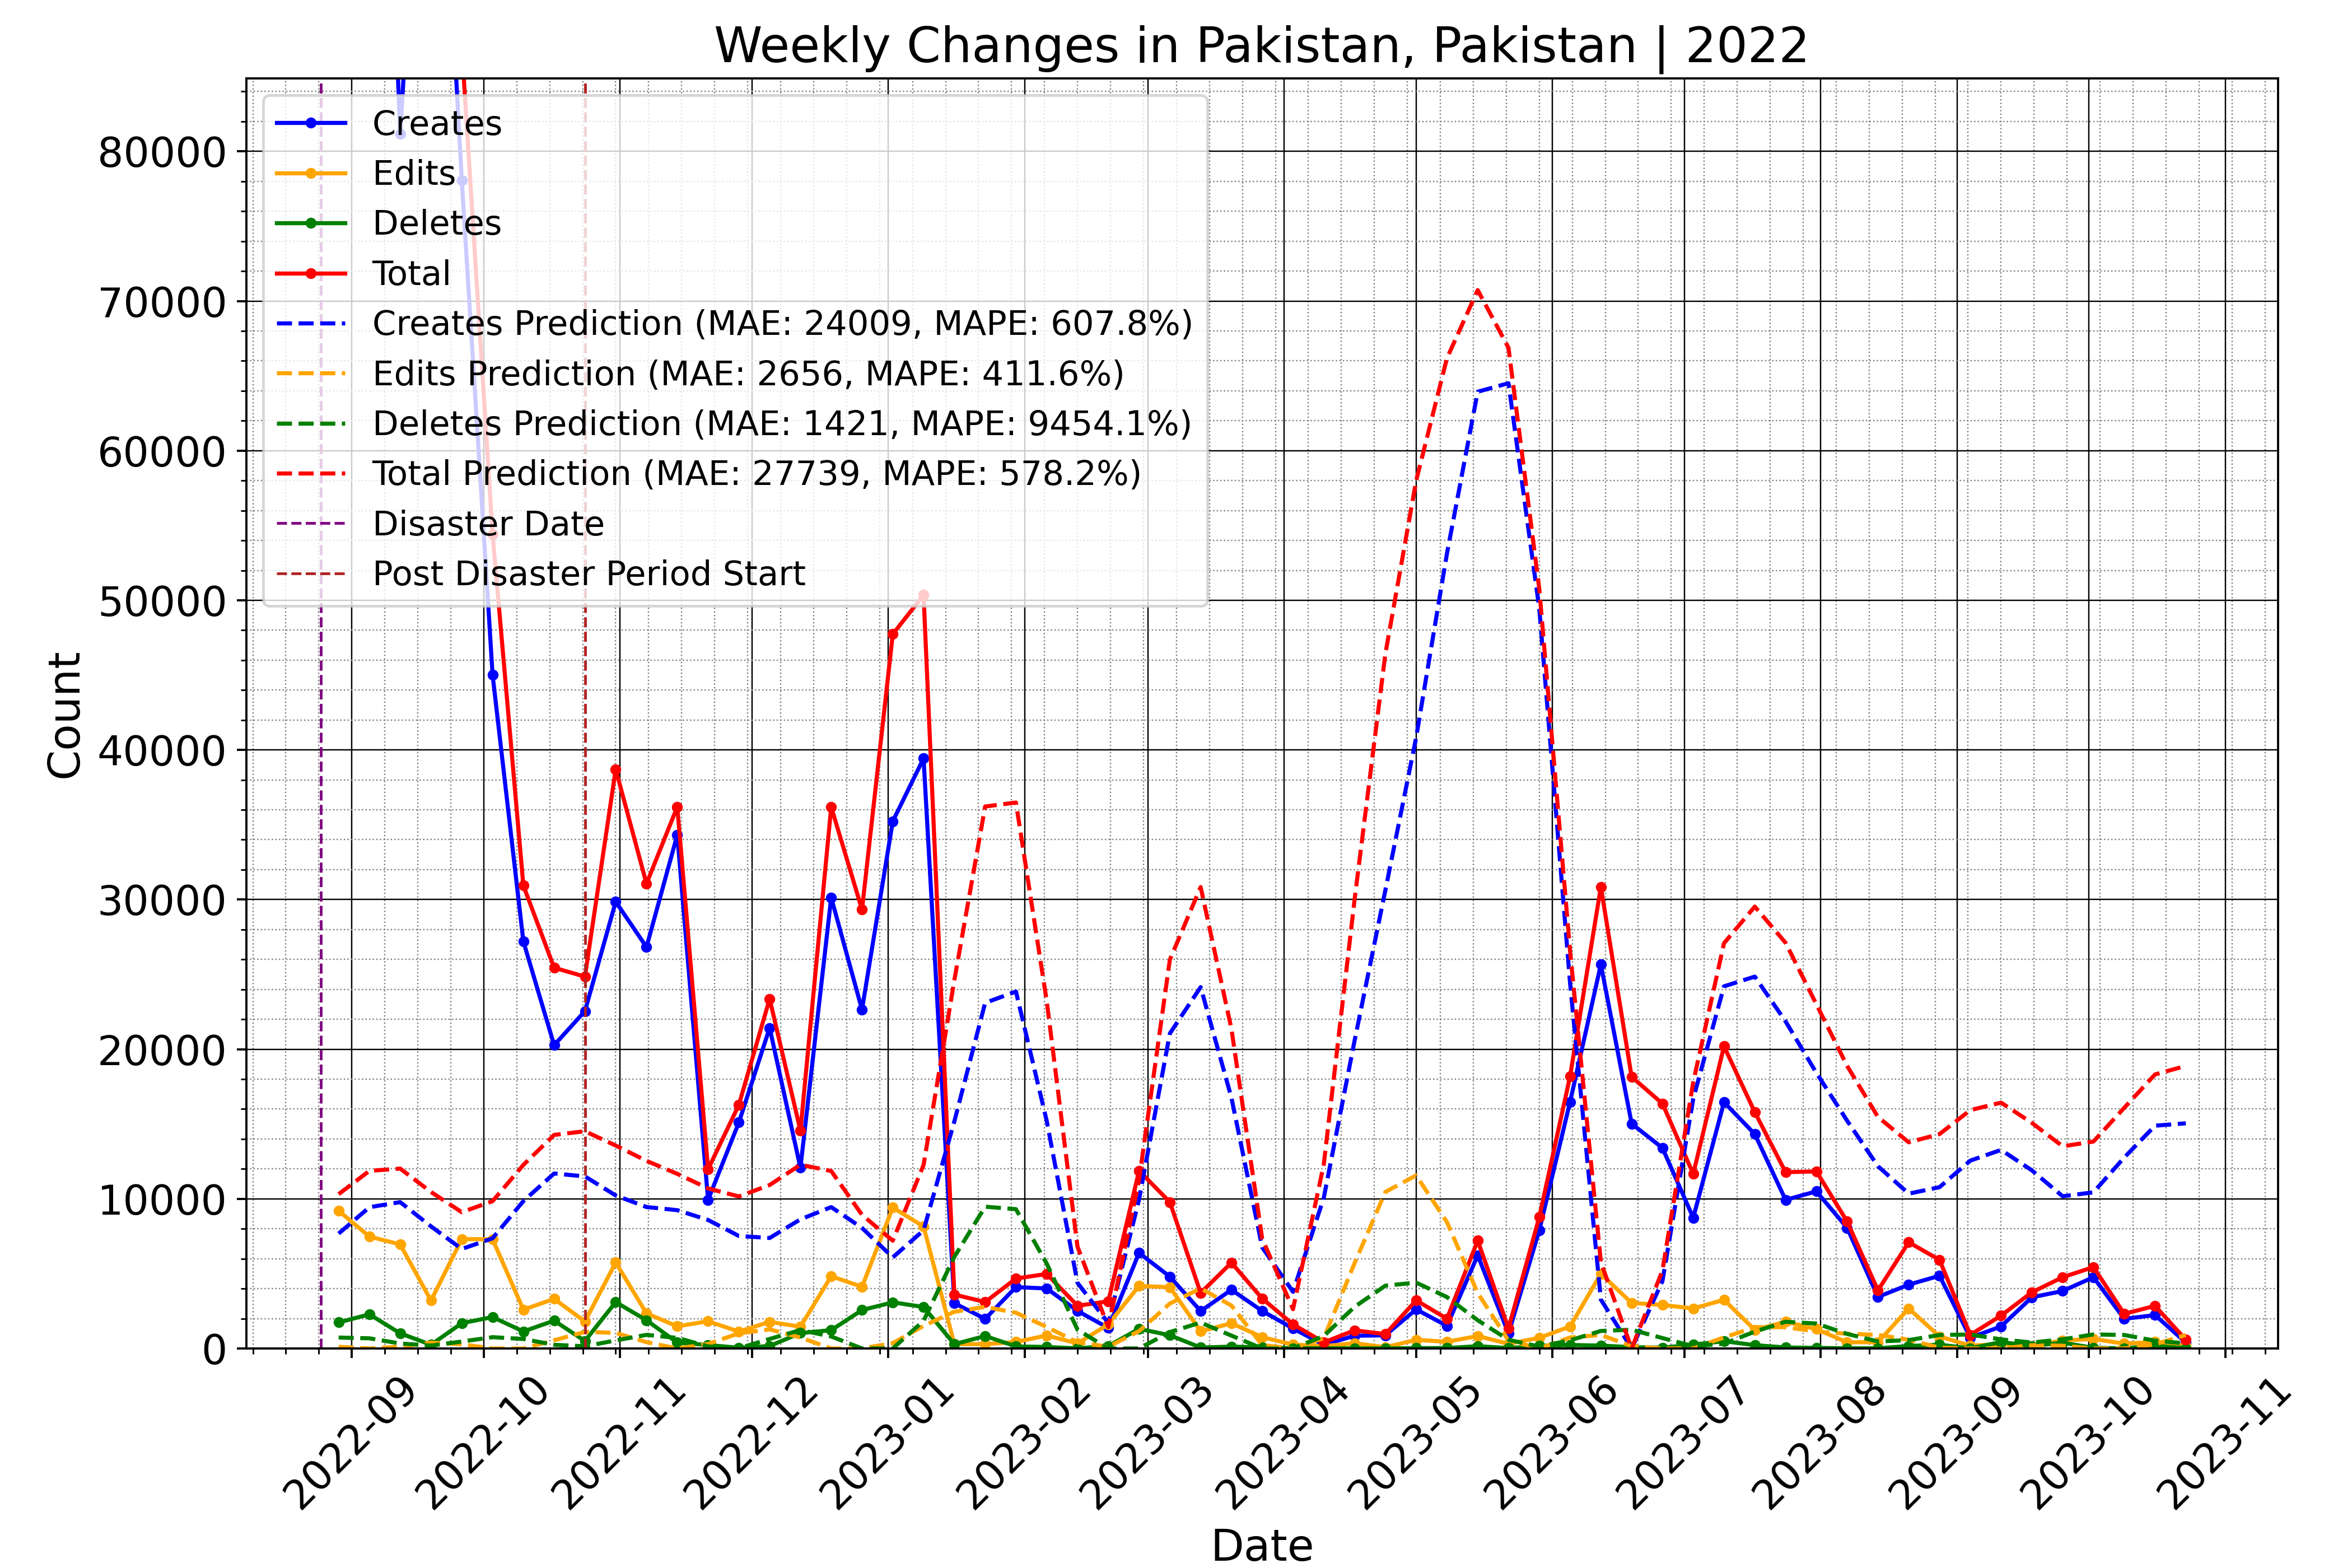 Weekly Changes in Pakistan, Pakistan | 2022
Creates
Edits
Deletes
Total
Creates Prediction (MAE: 24009, MAPE: 607.8%)
Edits Prediction (MAE: 2656, MAPE: 411.6%)
Deletes Prediction (MAE: 1421, MAPE: 9454.1%)
Total Prediction (MAE: 27739, MAPE: 578.2%)
Disaster Date
Post Disaster Period Start
80000
70000
60000
50000
40000
30000
20000
10000
0
Count
2022-09
2022-10
2022-11
2022-12
2023-01
2023-02
2023-03
2023-04
2023-05
2023-06
2023-07
2023-08
2023-09
2023-10
2023-11
Date